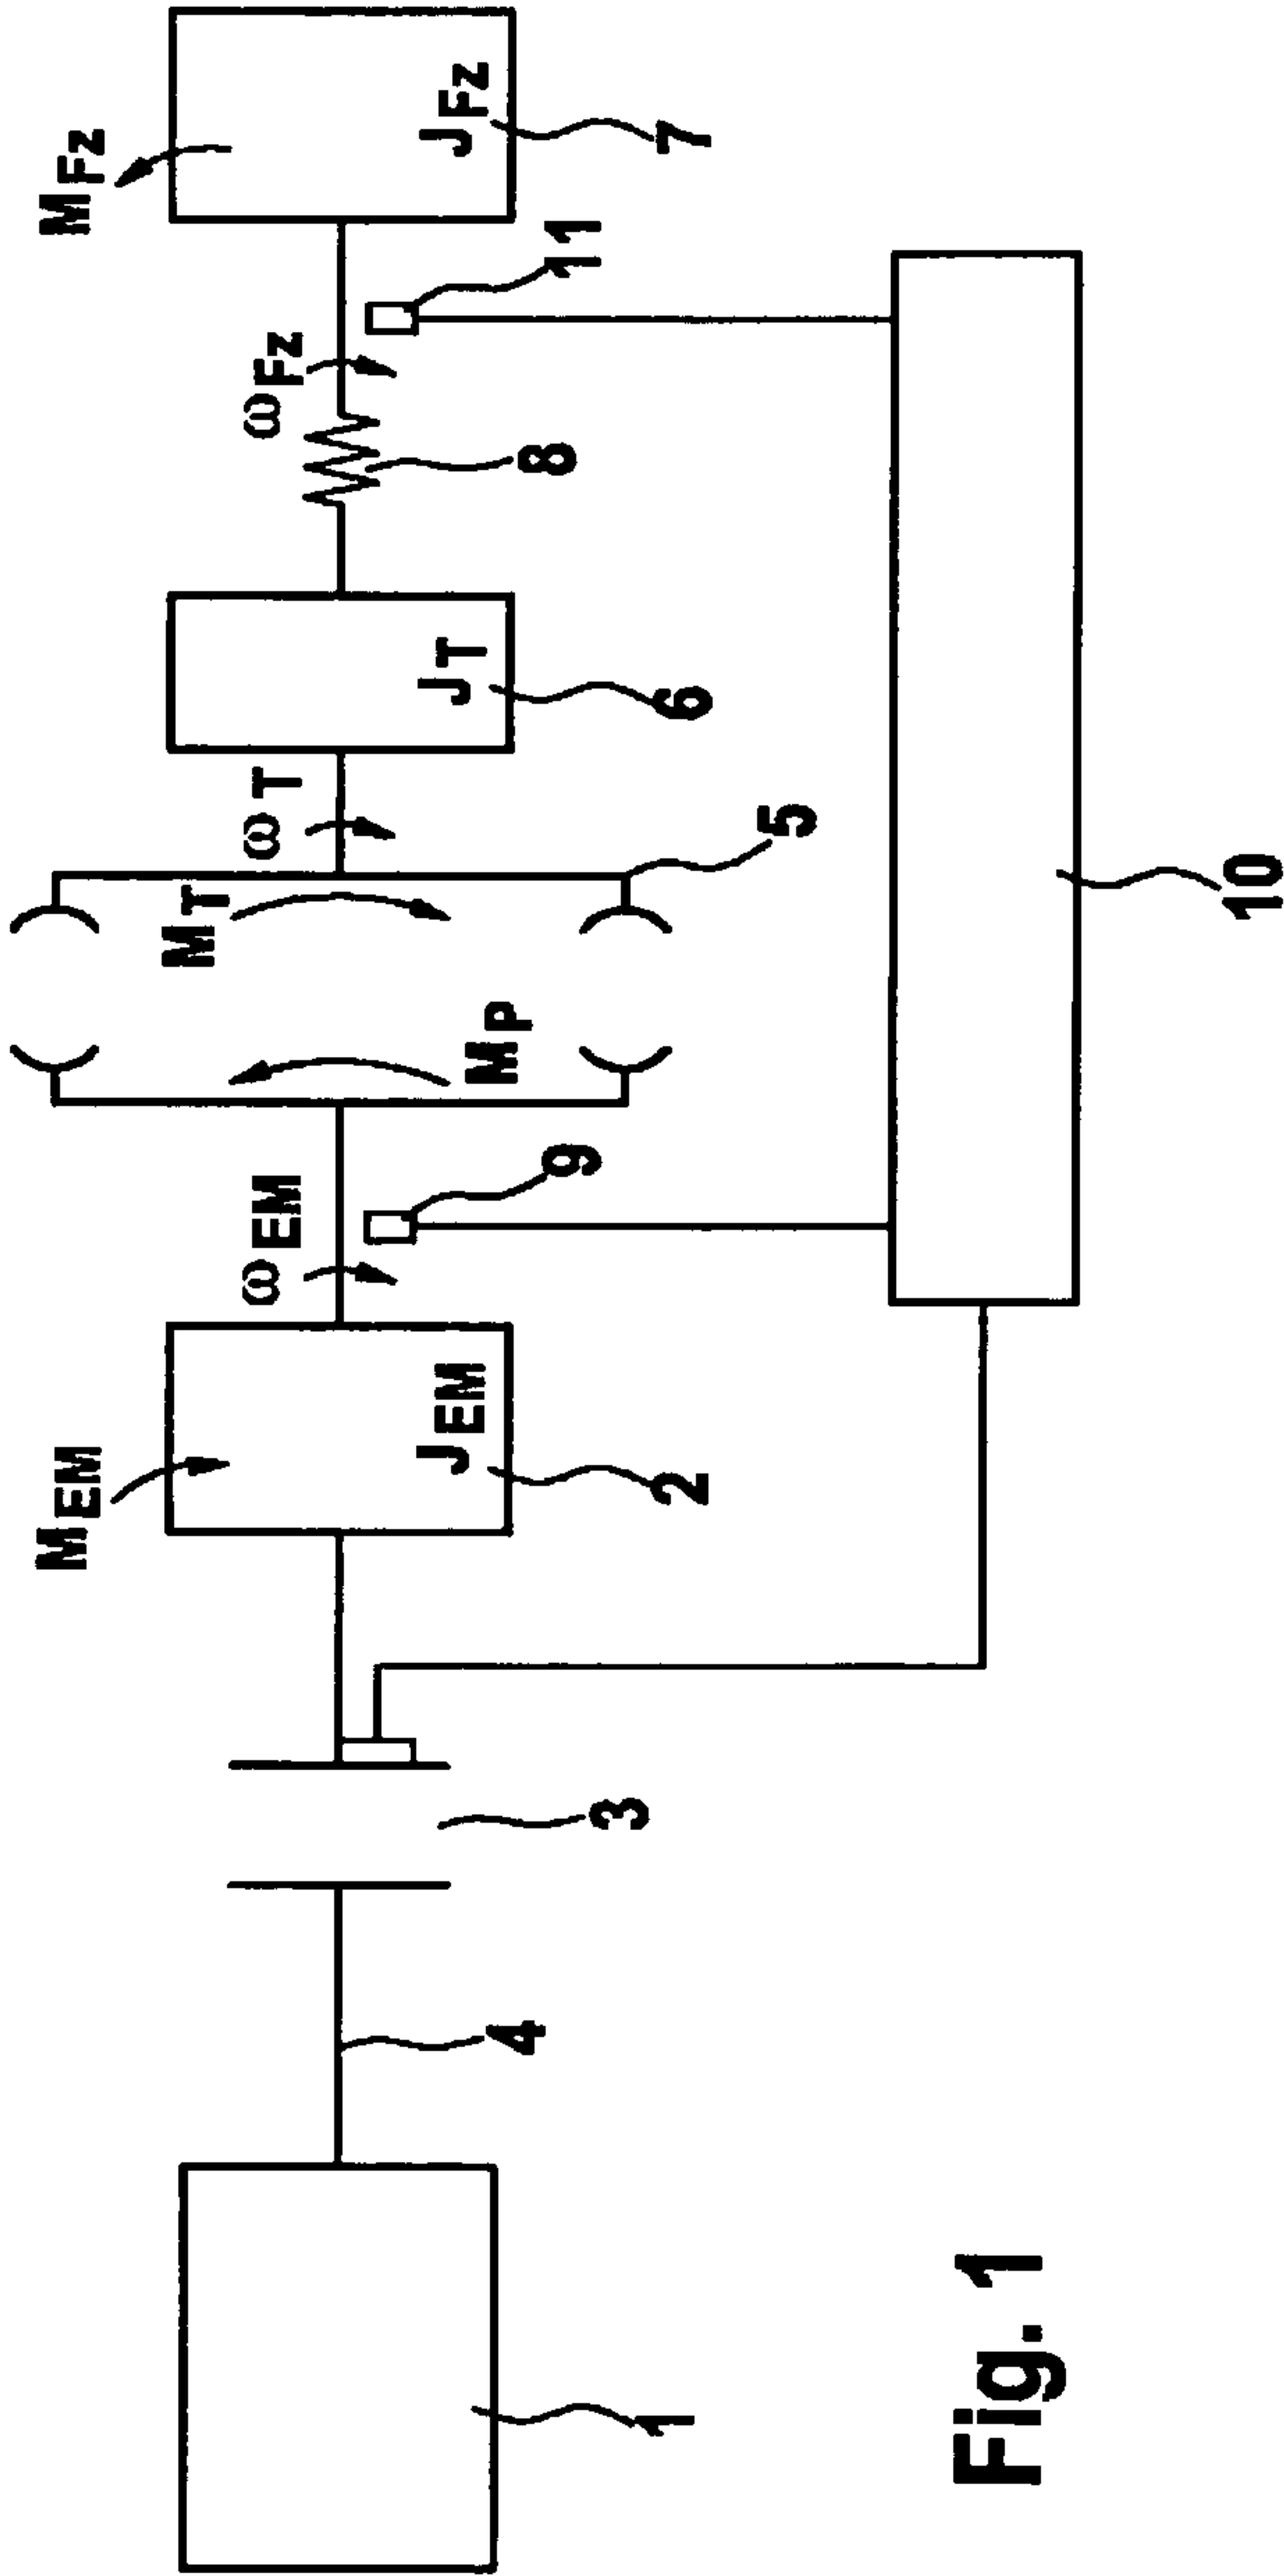 M_EM
ω_EM
M_T
ω_T
ω_Fz
M_Fz
M_P
J_EM
J_T
J_Fz
1
4
3
2
9
5
6
8
11
7
10
Fig. 1